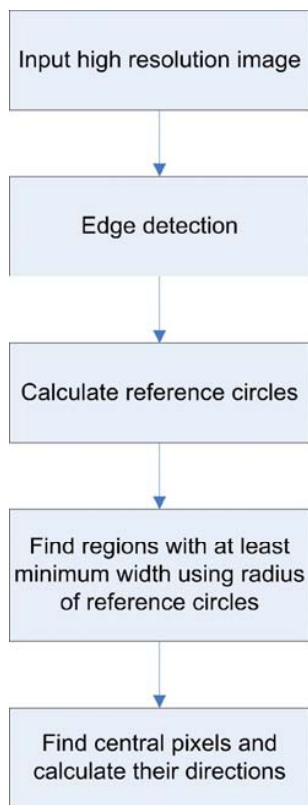 Input high resolution image
Edge detection
Calculate reference circles
Find regions with at least
minimum width using radius
of reference circles
Find central pixels and
calculate their directions